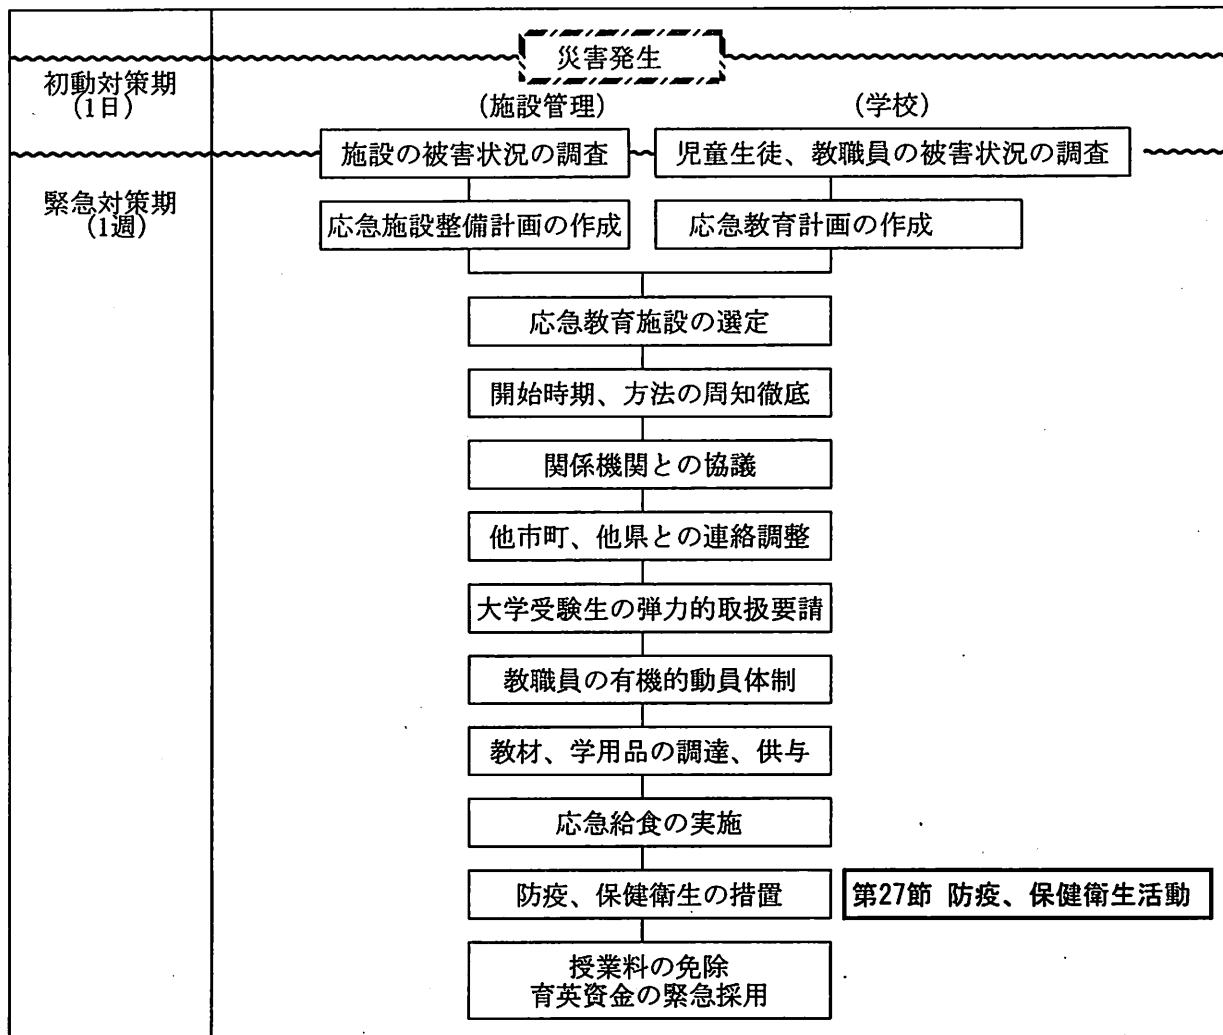 災害発生
初動対策期
(1日)
(施設管理)
(学校)
施設の被害状況の調査
児童生徒、教職員の被害状況の調査
緊急対策期
(1週)
応急施設整備計画の作成
応急教育計画の作成
応急教育施設の選定
開始時期、方法の周知徹底
関係機関との協議
他市町、他県との連絡調整
大学受験生の弾力的取扱要請
教職員の有機的動員体制
教材、学用品の調達、供与
応急給食の実施
防疫、保健衛生の措置
第27節 防疫、保健衛生活動
授業料の免除
育英資金の緊急採用